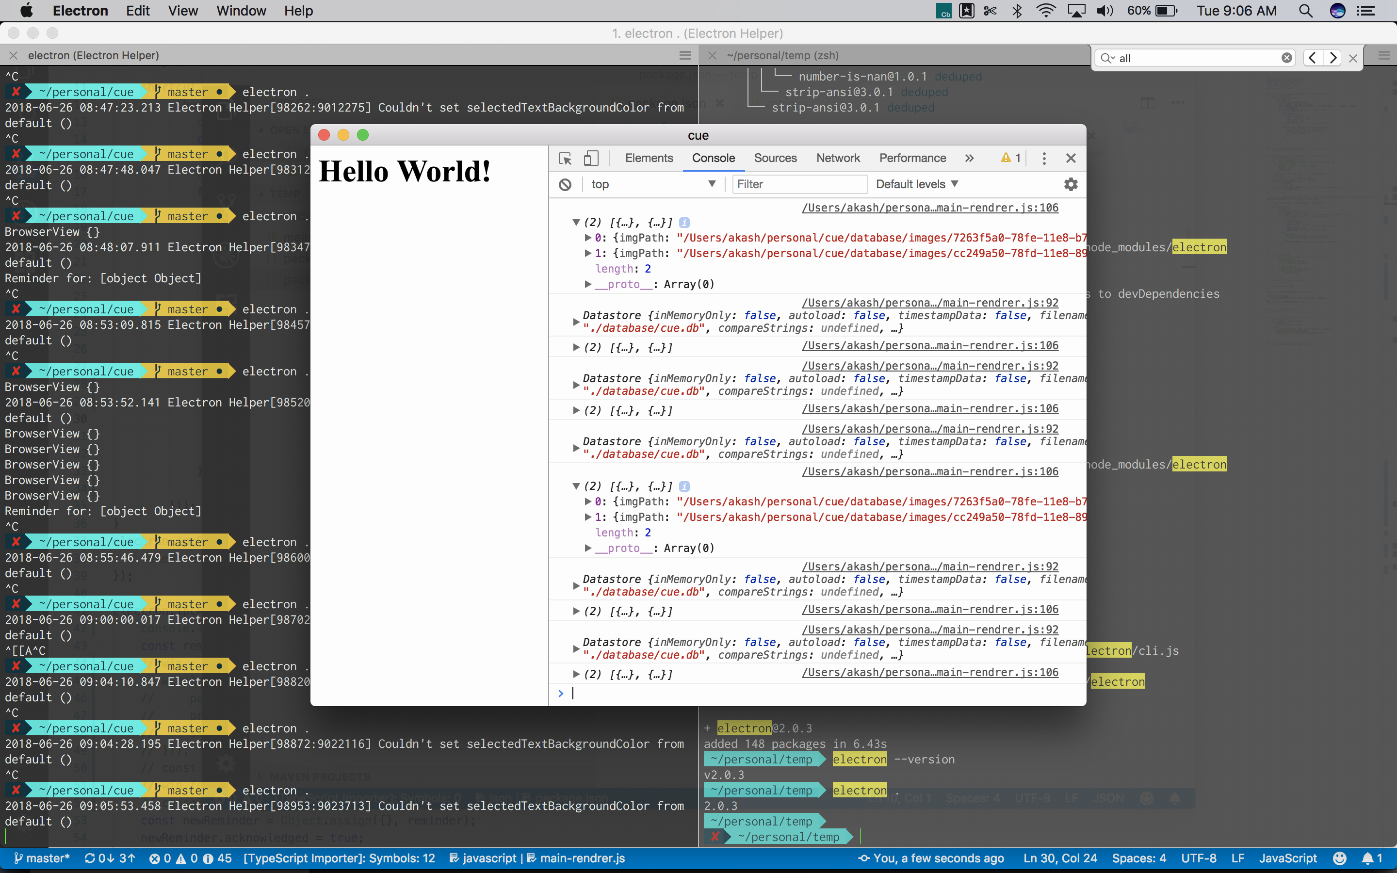 Electron Edit View Window Help
60% Tue 9:06 AM
1. electron . (Electron Helper)
electron (Electron Helper)
~/personal/temp (zsh)
all
^C
✘ ~/personal/cue master ● electron .
2018-06-26 08:47:23.213 Electron Helper[98262:9012275] Couldn't set selectedTextBackgroundColor from
default ()
^C
✘ ~/personal/cue master ● electron .
2018-06-26 08:47:48.047 Electron Helper[98312
default ()
^C
✘ ~/personal/cue master ● electron .
BrowserView {}
2018-06-26 08:48:07.911 Electron Helper[98347
default ()
Reminder for: [object Object]
^C
✘ ~/personal/cue master ● electron .
2018-06-26 08:53:09.815 Electron Helper[98457
default ()
^C
✘ ~/personal/cue master ● electron .
BrowserView {}
2018-06-26 08:53:52.141 Electron Helper[98520
default ()
BrowserView {}
BrowserView {}
BrowserView {}
BrowserView {}
BrowserView {}
Reminder for: [object Object]
^C
✘ ~/personal/cue master ● electron .
2018-06-26 08:55:46.479 Electron Helper[98600
default ()
^C
✘ ~/personal/cue master ● electron .
2018-06-26 09:00:00.017 Electron Helper[98702
default ()
^[[A^C
✘ ~/personal/cue master ● electron .
2018-06-26 09:04:10.847 Electron Helper[98820
default ()
^C
✘ ~/personal/cue master ● electron .
2018-06-26 09:04:28.195 Electron Helper[98872:9022116] Couldn't set selectedTextBackgroundColor from
default ()
^C
✘ ~/personal/cue master ● electron .
2018-06-26 09:05:53.458 Electron Helper[98953:9023713] Couldn't set selectedTextBackgroundColor from
default ()
const newReminder = Object.assign({}, reminder);
newReminder.acknowledged = true;
MAVEN PROJECTS
cue
Hello World!
Elements Console Sources Network Performance » 1
top Filter Default levels
/Users/akash/persona…main-rendrer.js:106
(2) [{…}, {…}]
0: {imgPath: "/Users/akash/personal/cue/database/images/7263f5a0-78fe-11e8-b7
1: {imgPath: "/Users/akash/personal/cue/database/images/cc249a50-78fd-11e8-89
length: 2
__proto__: Array(0)
/Users/akash/persona…/main-rendrer.js:92
Datastore {inMemoryOnly: false, autoload: false, timestampData: false, filename
"./database/cue.db", compareStrings: undefined, …}
(2) [{…}, {…}] /Users/akash/persona…main-rendrer.js:106
/Users/akash/persona…/main-rendrer.js:92
Datastore {inMemoryOnly: false, autoload: false, timestampData: false, filename
"./database/cue.db", compareStrings: undefined, …}
(2) [{…}, {…}] /Users/akash/persona…main-rendrer.js:106
/Users/akash/persona…/main-rendrer.js:92
Datastore {inMemoryOnly: false, autoload: false, timestampData: false, filename
"./database/cue.db", compareStrings: undefined, …}
/Users/akash/persona…main-rendrer.js:106
(2) [{…}, {…}]
0: {imgPath: "/Users/akash/personal/cue/database/images/7263f5a0-78fe-11e8-b7
1: {imgPath: "/Users/akash/personal/cue/database/images/cc249a50-78fd-11e8-89
length: 2
__proto__: Array(0)
/Users/akash/persona…/main-rendrer.js:92
Datastore {inMemoryOnly: false, autoload: false, timestampData: false, filename
"./database/cue.db", compareStrings: undefined, …}
(2) [{…}, {…}] /Users/akash/persona…main-rendrer.js:106
/Users/akash/persona…/main-rendrer.js:92
Datastore {inMemoryOnly: false, autoload: false, timestampData: false, filename
"./database/cue.db", compareStrings: undefined, …}
(2) [{…}, {…}] /Users/akash/persona…main-rendrer.js:106
>
└── number-is-nan@1.0.1 deduped
└── strip-ansi@3.0.1 deduped
└── strip-ansi@3.0.1 deduped
node_modules/electron
s to devDependencies
node_modules/electron
lectron/cli.js
/electron
+ electron@2.0.3
added 148 packages in 6.43s
~/personal/temp electron --version
v2.0.3
~/personal/temp electron .
2.0.3
~/personal/temp
✘ ~/personal/temp
master* 0↓ 3↑ 0 0 45 [TypeScript Importer]: Symbols: 12 javascript | main-rendrer.js
You, a few seconds ago Ln 30, Col 24 Spaces: 4 UTF-8 LF JavaScript 1